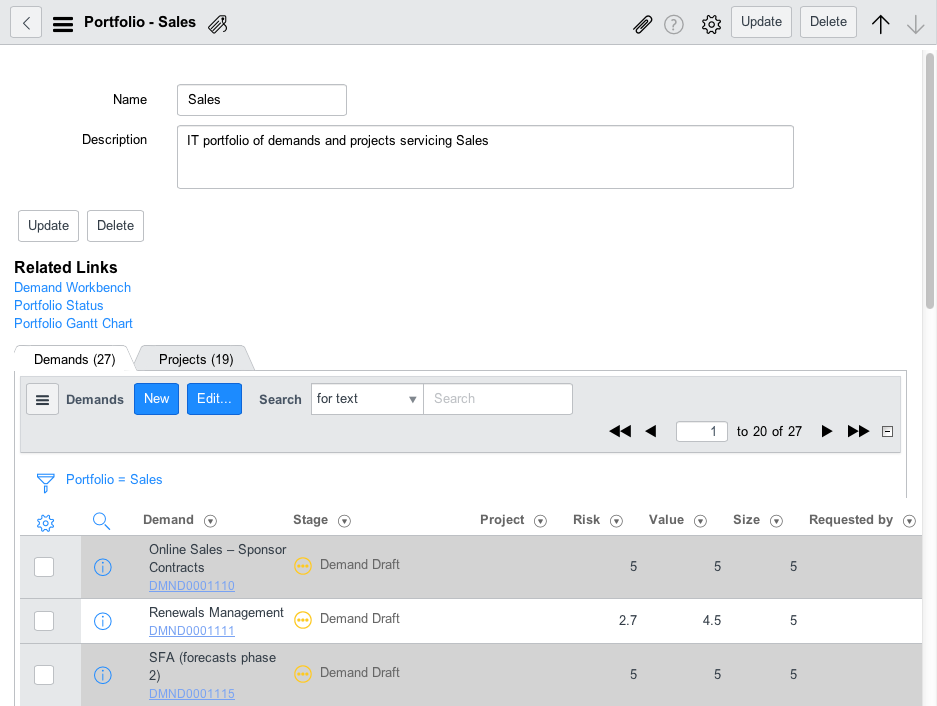 Portfolio - Sales
Update
Delete
Name
Sales
Description
IT portfolio of demands and projects servicing Sales
Update
Delete
Related Links
Demand Workbench
Portfolio Status
Portfolio Gantt Chart
Demands (27)
Projects (19)
Demands
New
Edit...
Search
for text
Search
1
to 20 of 27
Portfolio = Sales
Demand
Stage
Project
Risk
Value
Size
Requested by
Online Sales – Sponsor
Contracts
DMND0001110
Demand Draft
5
5
5
Renewals Management
DMND0001111
Demand Draft
2.7
4.5
5
SFA (forecasts phase
2)
DMND0001115
Demand Draft
5
5
5